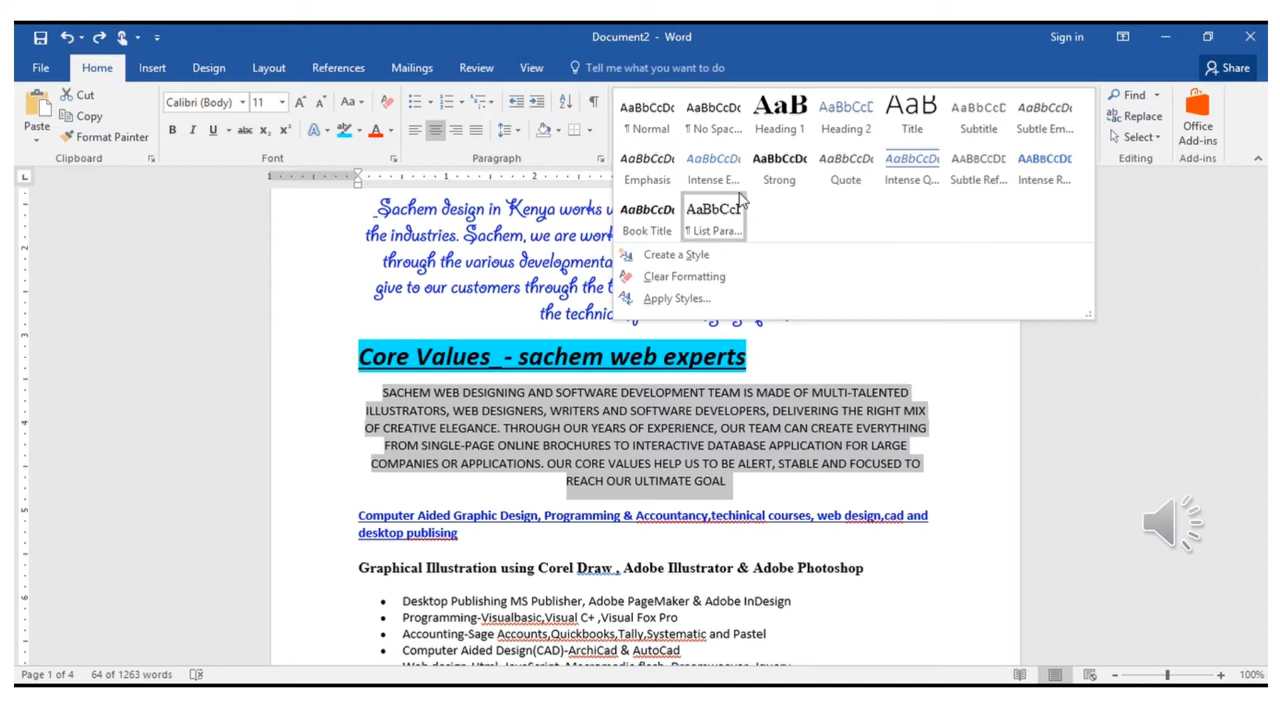 Document2 - Word
Sign in
File Home Insert Design Layout References Mailings Review View Tell me what you want to do Share
Paste
Cut
Copy
Format Painter
Clipboard
Calibri (Body) 11
Aa
B I U abc x₂ x² A A
Font
Paragraph
AaBbCcDc AaBbCcDc AaB AaBbCcD AaB AaBbCcD AaBbCcDc
¶ Normal ¶ No Spac... Heading 1 Heading 2 Title Subtitle Subtle Em...
AaBbCcDc AaBbCcDc AaBbCcDc AaBbCcDc AaBbCcDc AABBCCDE AABBCCDE
Emphasis Intense E... Strong Quote Intense Q... Subtle Ref... Intense R...
AaBbCcDc AaBbCcI
Book Title ¶ List Para...
Create a Style
Clear Formatting
Apply Styles...
Find
Replace
Select
Editing
Office
Add-ins
Add-ins
L
1 1 2
Sachem design in Kenya works
the industries. Sachem, we are
through the various
give to our customers through the
the
Core Values_- sachem web experts
SACHEM WEB DESIGNING AND SOFTWARE DEVELOPMENT TEAM IS MADE OF MULTI-TALENTED
ILLUSTRATORS, WEB DESIGNERS, WRITERS AND SOFTWARE DEVELOPERS, DELIVERING THE RIGHT MIX
OF CREATIVE ELEGANCE. THROUGH OUR YEARS OF EXPERIENCE, OUR TEAM CAN CREATE EVERYTHING
FROM SINGLE-PAGE ONLINE BROCHURES TO INTERACTIVE DATABASE APPLICATION FOR LARGE
COMPANIES OR APPLICATIONS. OUR CORE VALUES HELP US TO BE ALERT, STABLE AND FOCUSED TO
REACH OUR ULTIMATE GOAL
Computer Aided Graphic Design, Programming & Accountancy,techinical courses, web design,cad and
desktop publising
Graphical Illustration using Corel Draw , Adobe Illustrator & Adobe Photoshop
• Desktop Publishing MS Publisher, Adobe PageMaker & Adobe InDesign
• Programming-Visualbasic,Visual C+ ,Visual Fox Pro
• Accounting-Sage Accounts,Quickbooks,Tally,Systematic and Pastel
• Computer Aided Design(CAD)-ArchiCad & AutoCad
Page 1 of 4 64 of 1263 words
100%